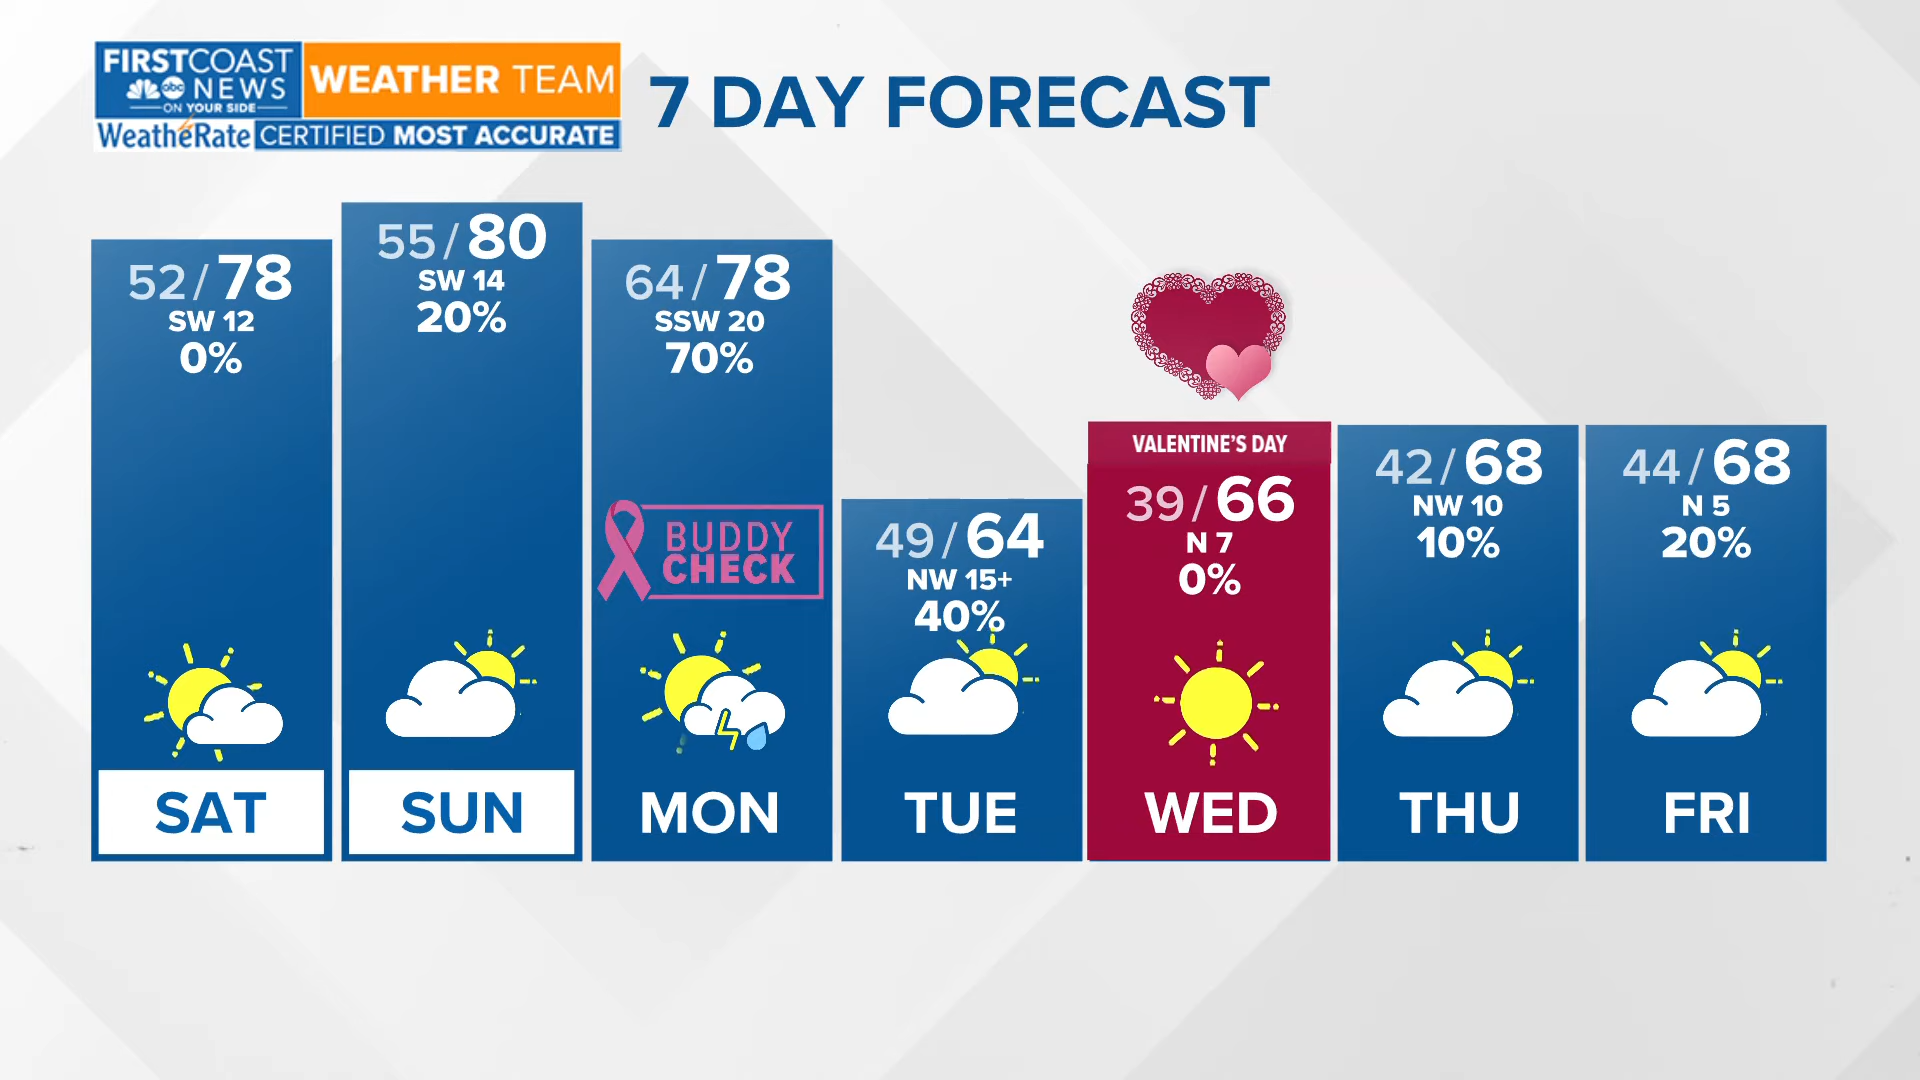 FIRSTCOAST
abc NEWS
ON YOUR SIDE
WEATHER TEAM
WeatheRate CERTIFIED MOST ACCURATE
7 DAY FORECAST
52/78
SW 12
0%
SAT
55/80
SW 14
20%
SUN
64/78
SSW 20
70%
BUDDY
CHECK
MON
49/64
NW 15+
40%
TUE
VALENTINE'S DAY
39/66
N 7
0%
WED
42/68
NW 10
10%
THU
44/68
N 5
20%
FRI